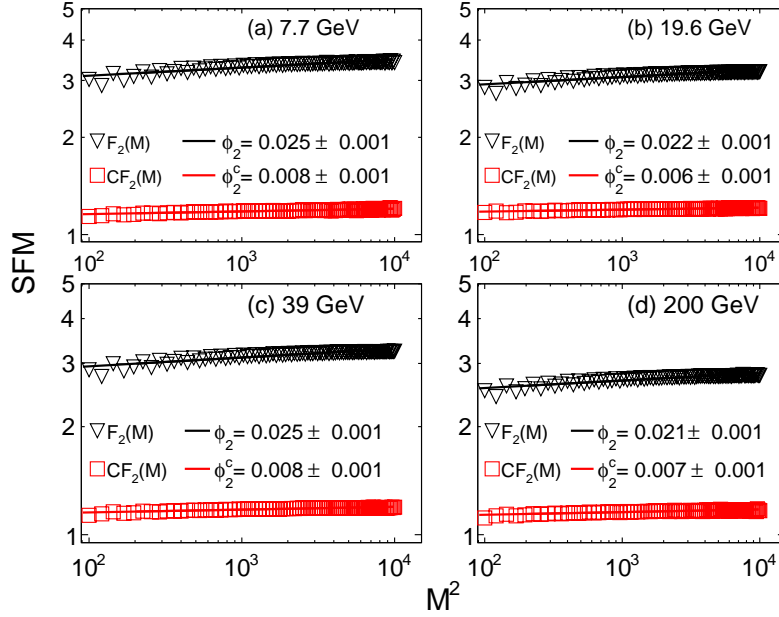 SFM
(a) 7.7 GeV
5
4
3
2
1
▽ F₂(M) — ϕ₂= 0.025 ± 0.001
□ CF₂(M) — ϕ₂ᶜ= 0.008 ± 0.001
10² 10³ 10⁴
(b) 19.6 GeV
5
4
3
2
1
▽ F₂(M) — ϕ₂= 0.022 ± 0.001
□ CF₂(M) — ϕ₂ᶜ= 0.006 ± 0.001
10² 10³ 10⁴
(c) 39 GeV
5
4
3
2
1
▽ F₂(M) — ϕ₂= 0.025 ± 0.001
□ CF₂(M) — ϕ₂ᶜ= 0.008 ± 0.001
10² 10³ 10⁴
(d) 200 GeV
5
4
3
2
1
▽ F₂(M) — ϕ₂= 0.021 ± 0.001
□ CF₂(M) — ϕ₂ᶜ= 0.007 ± 0.001
10² 10³ 10⁴
M²